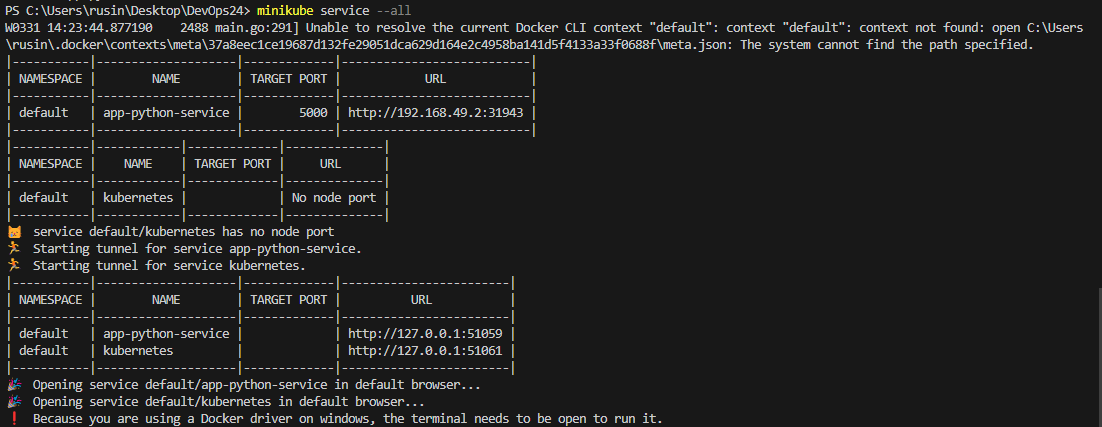 PS C:\Users\rusin\Desktop\DevOps24> minikube service --all
W0331 14:23:44.877190    2488 main.go:291] Unable to resolve the current Docker CLI context "default": context "default": context not found: open C:\Users
\rusin\.docker\contexts\meta\37a8eec1ce19687d132fe29051dca629d164e2c4958ba141d5f4133a33f0688f\meta.json: The system cannot find the path specified.
|-----------|--------------------|-------------|---------------------------|
| NAMESPACE |        NAME        | TARGET PORT |            URL            |
|-----------|--------------------|-------------|---------------------------|
| default   | app-python-service |        5000 | http://192.168.49.2:31943 |
|-----------|--------------------|-------------|---------------------------|
|-----------|------------|-------------|--------------|
| NAMESPACE |    NAME    | TARGET PORT |     URL      |
|-----------|------------|-------------|--------------|
| default   | kubernetes |             | No node port |
|-----------|------------|-------------|--------------|
😿  service default/kubernetes has no node port
🏃  Starting tunnel for service app-python-service.
🏃  Starting tunnel for service kubernetes.
|-----------|--------------------|-------------|------------------------|
| NAMESPACE |        NAME        | TARGET PORT |          URL           |
|-----------|--------------------|-------------|------------------------|
| default   | app-python-service |             | http://127.0.0.1:51059 |
| default   | kubernetes         |             | http://127.0.0.1:51061 |
|-----------|--------------------|-------------|------------------------|
🎉  Opening service default/app-python-service in default browser...
🎉  Opening service default/kubernetes in default browser...
❗  Because you are using a Docker driver on windows, the terminal needs to be open to run it.